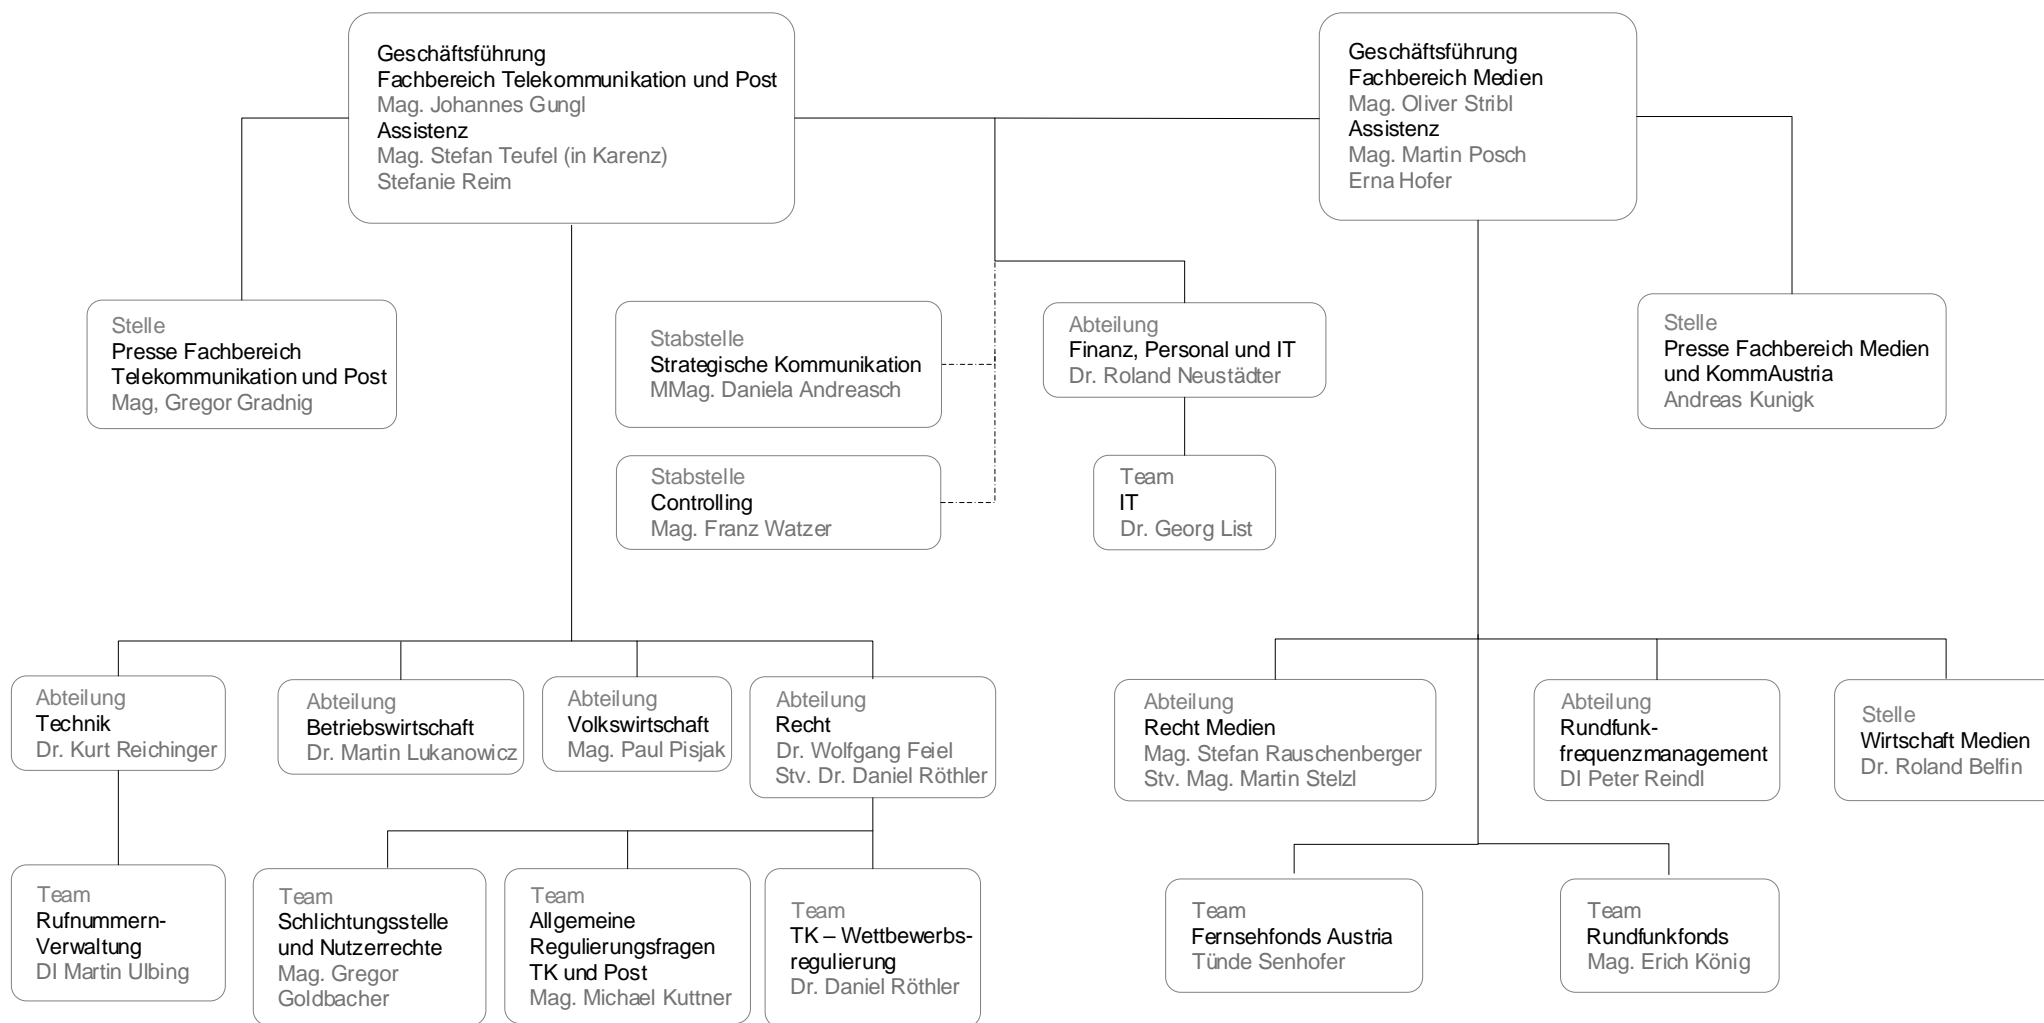 Geschäftsführung
Fachbereich Telekommunikation und Post
Mag. Johannes Gungl
Assistenz
Mag. Stefan Teufel (in Karenz)
Stefanie Reim
Geschäftsführung
Fachbereich Medien
Mag. Oliver Stribl
Assistenz
Mag. Martin Posch
Erna Hofer
Stelle
Presse Fachbereich
Telekommunikation und Post
Mag, Gregor Gradnig
Stabstelle
Strategische Kommunikation
MMag. Daniela Andreasch
Abteilung
Finanz, Personal und IT
Dr. Roland Neustädter
Stelle
Presse Fachbereich Medien
und KommAustria
Andreas Kunigk
Stabstelle
Controlling
Mag. Franz Watzer
Team
IT
Dr. Georg List
Abteilung
Technik
Dr. Kurt Reichinger
Abteilung
Betriebswirtschaft
Dr. Martin Lukanowicz
Abteilung
Volkswirtschaft
Mag. Paul Pisjak
Abteilung
Recht
Dr. Wolfgang Feiel
Stv. Dr. Daniel Röthler
Abteilung
Recht Medien
Mag. Stefan Rauschenberger
Stv. Mag. Martin Stelzl
Abteilung
Rundfunk-
frequenzmanagement
DI Peter Reindl
Stelle
Wirtschaft Medien
Dr. Roland Belfin
Team
Rufnummern-
Verwaltung
DI Martin Ulbing
Team
Schlichtungsstelle
und Nutzerrechte
Mag. Gregor
Goldbacher
Team
Allgemeine
Regulierungsfragen
TK und Post
Mag. Michael Kuttner
Team
TK – Wettbewerbs-
regulierung
Dr. Daniel Röthler
Team
Fernsehfonds Austria
Tünde Senhofer
Team
Rundfunkfonds
Mag. Erich König